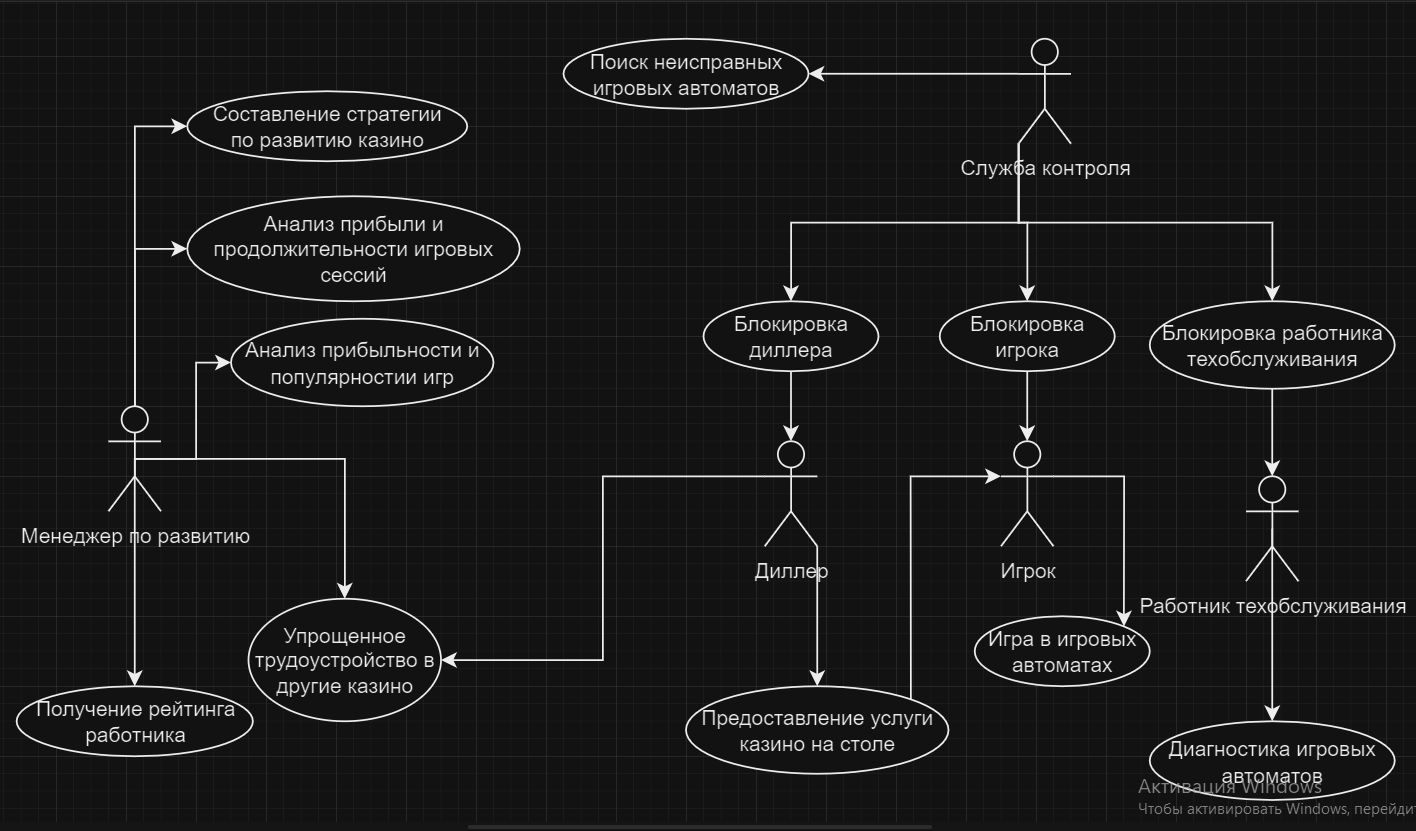 Поиск неисправных
игровых автоматов
Служба контроля
Составление стратегии
по развитию казино
Анализ прибыли и
продолжительности игровых
сессий
Анализ прибыльности и
популярностии игр
Блокировка
диллера
Блокировка
игрока
Блокировка работника
техобслуживания
Менеджер по развитию
Диллер
Игрок
Работник техобслуживания
Упрощенное
трудоустройство в
другие казино
Игра в игровых
автоматах
Получение рейтинга
работника
Предоставление услуги
казино на столе
Диагностика игровых
автоматов
Активация Windows
Чтобы активировать Windows, перейдит